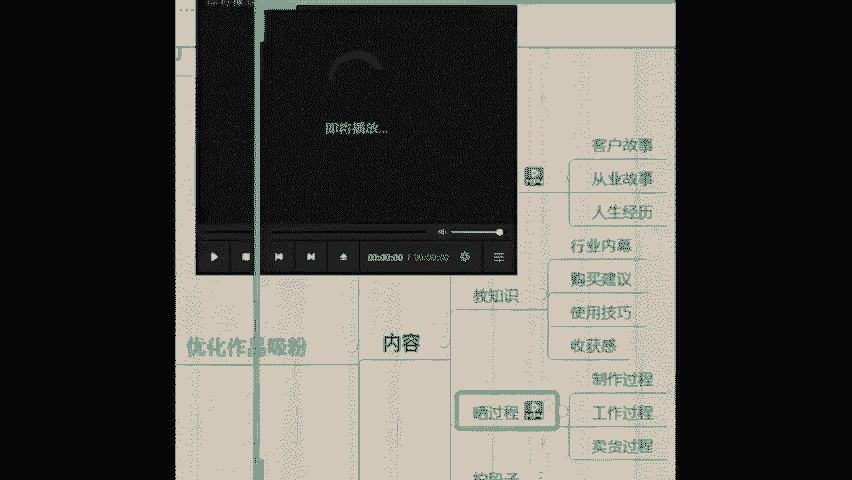 即将播放...
客户故事
从业故事
人生经历
行业内幕
教知识
购买建议
使用技巧
收获感
优化作品吸粉
内容
制作过程
晒过程
工作过程
卖货过程
00:00:00 / 00:00:00